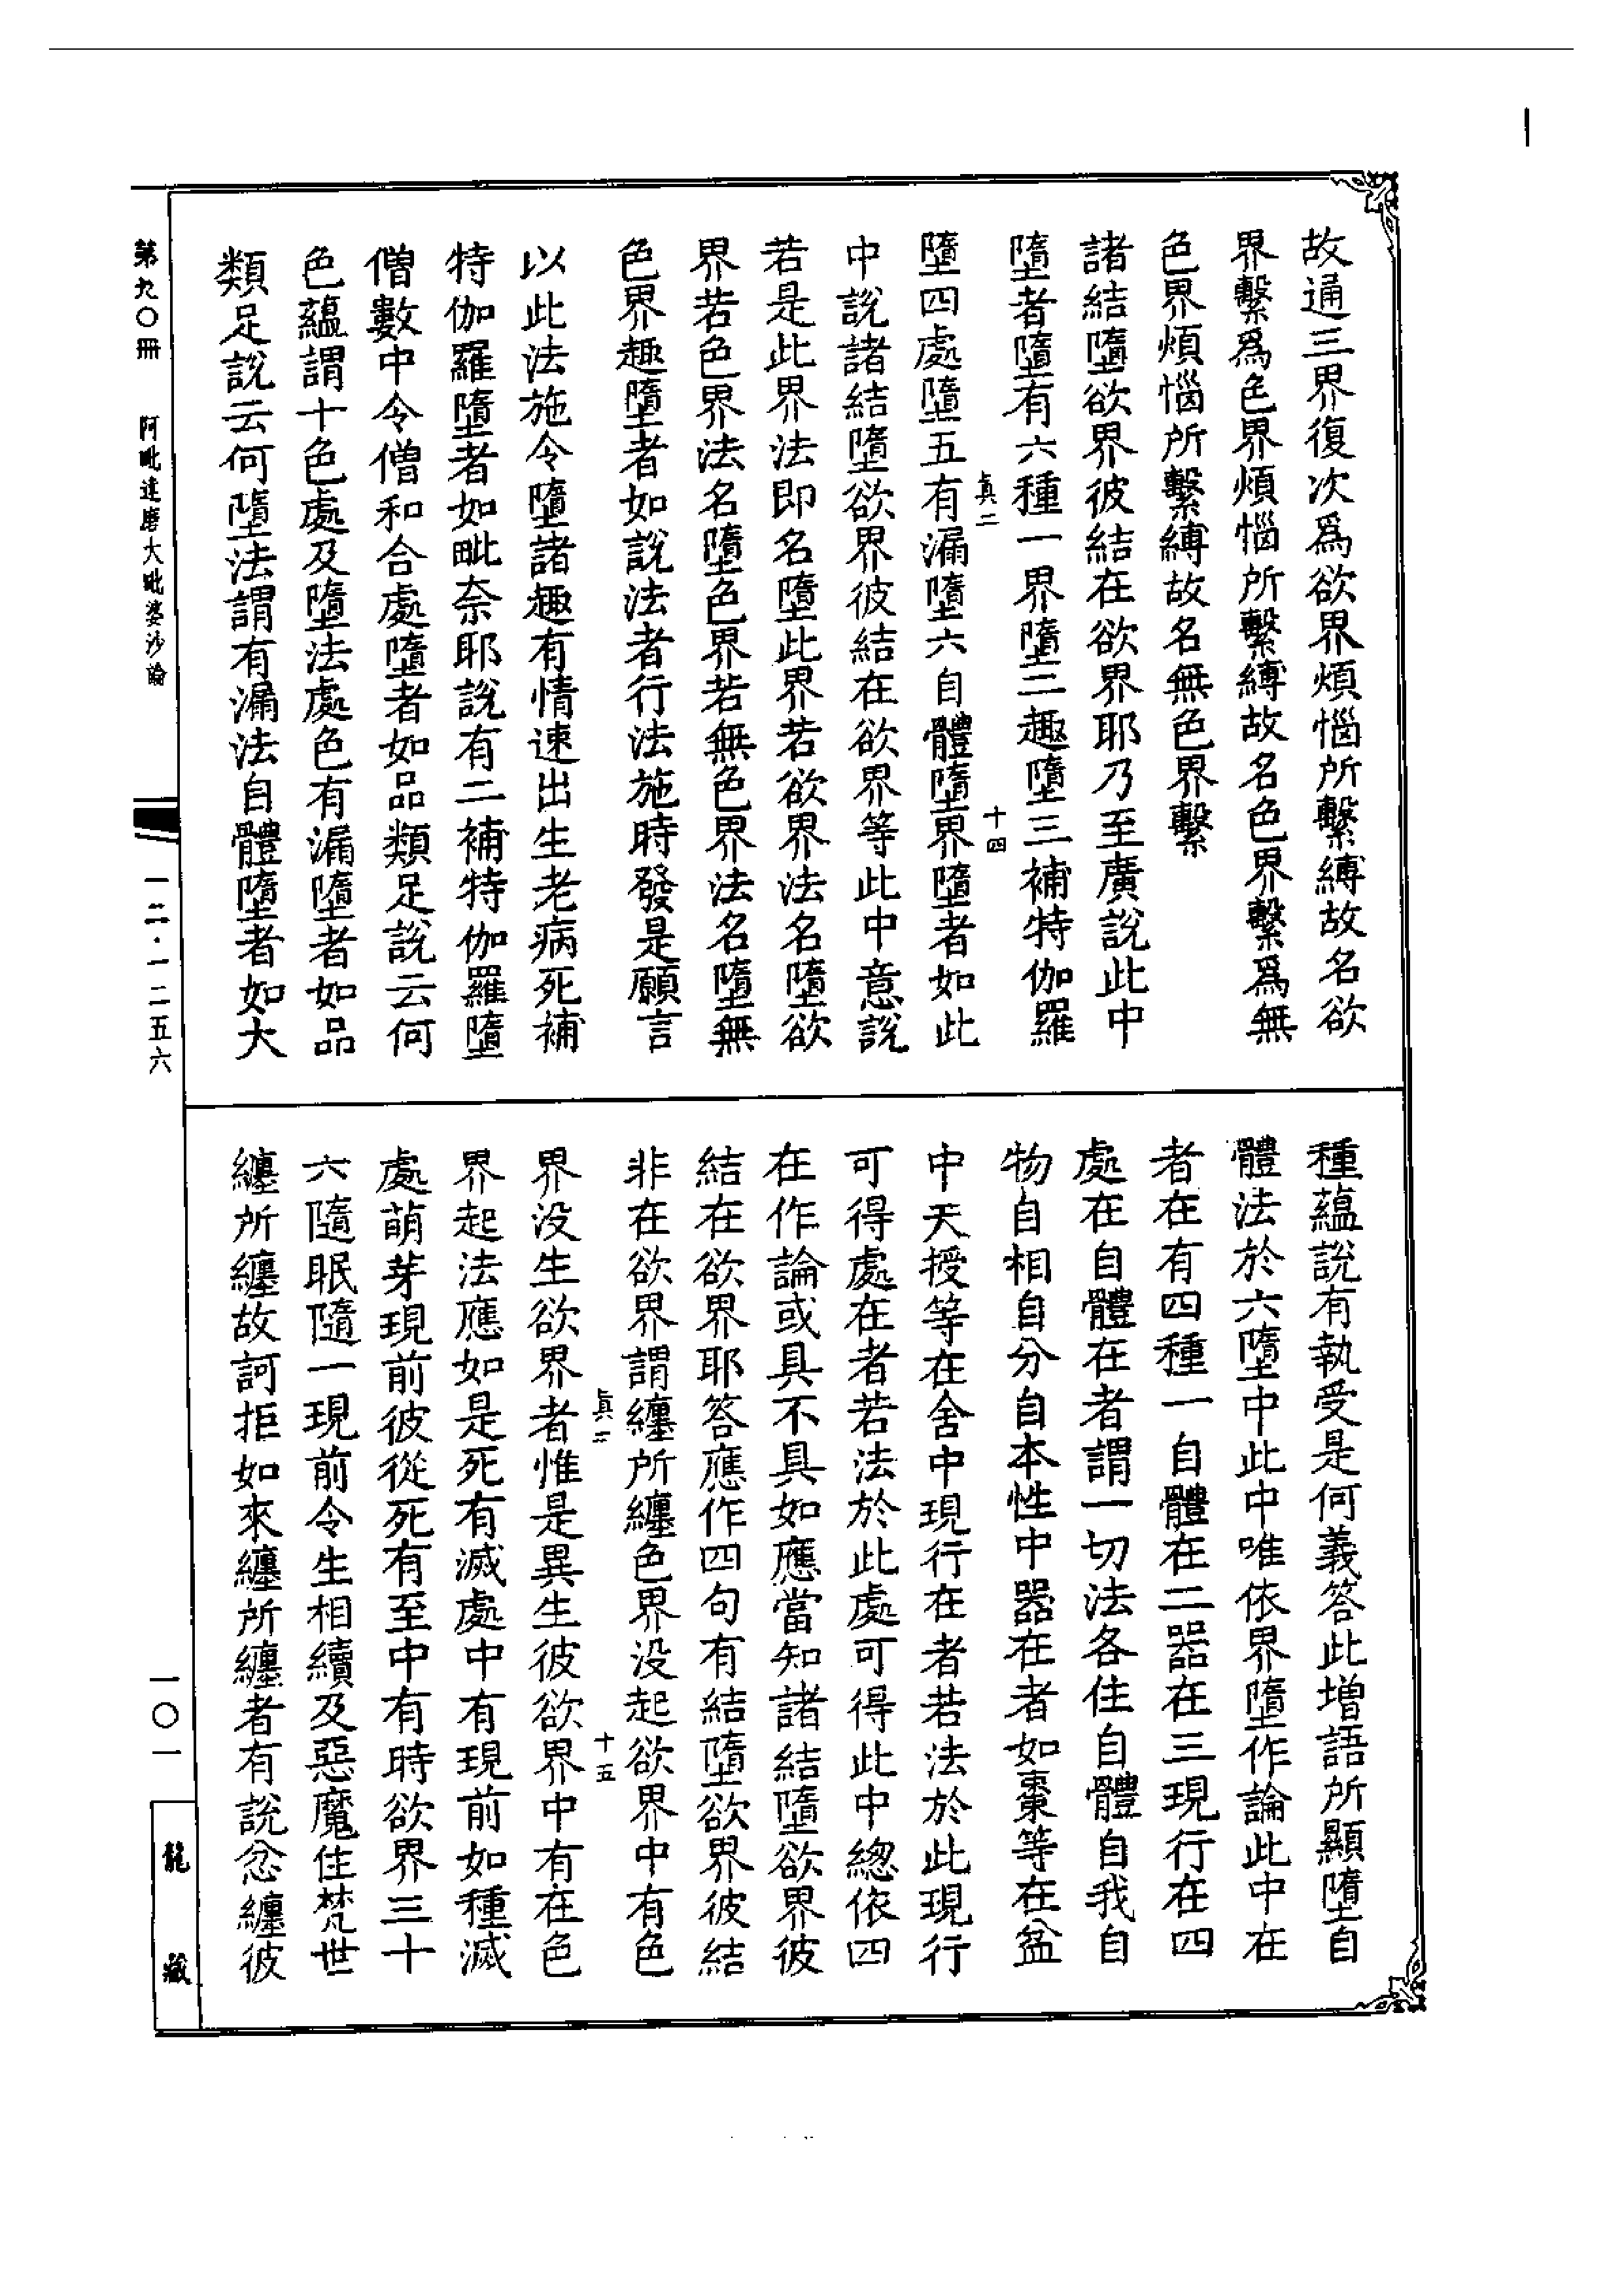 故通三界復次爲欲界煩惱所繫縛故名欲
界繫爲色界煩惱所繫縛故名色界繫爲無
色界煩惱所繫縛故名無色界繫
諸結墮欲界彼結在欲界耶乃至廣說此中
墮者墮有六種一界墮二趣墮三補特伽羅
眞二
十四
墮四處墮五有漏墮六自體墮界墮者如此
中說諸結墮欲界彼結在欲界等此中意說
若是此界法即名墮此界若欲界法名墮欲
界若色界法名墮色界若無色界法名墮無
色界趣墮者如說法者行法施時發是願言
以此法施令墮諸趣有情速出生老病死補
特伽羅墮者如毗奈耶說有二補特伽羅墮
僧數中令僧和合處墮者如品類足說云何
色蘊謂十色處及墮法處色有漏墮者如品
類足說云何墮法謂有漏法自體墮者如大
種蘊說有執受是何義答此增語所顯墮自
體法於六墮中此中唯依界墮作論此中在
者在有四種一自體在二器在三現行在四
處在自體在者謂一切法各住自體自我自
物自相自分自本性中器在者如棗等在盆
中天授等在舍中現行在者若法於此現行
可得處在者若法於此處可得此中總依四
在作論或具不具如應當知諸結墮欲界彼
結在欲界耶答應作四句有結墮欲界彼結
非在欲界謂纏所纏色界没起欲界中有色
眞二
十五
界没生欲界者惟是異生彼欲界中有在色
界起法應如是死有滅處中有現前如種滅
處萌芽現前彼從死有至中有時欲界三十
六隨眠隨一現前令生相續及惡魔住梵世
纏所纏故訶拒如來纏所纏者有說忿纏彼
第九〇冊
阿毗達磨大毗婆沙論
一二·一二五六
一〇一
龍藏